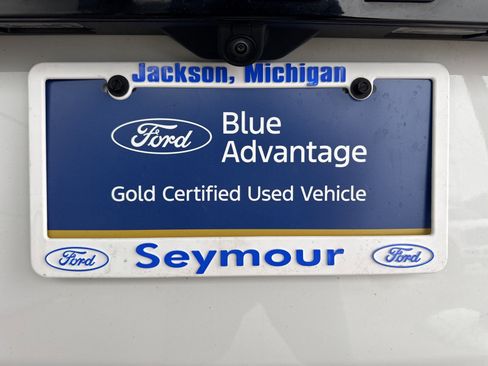 Jackson, Michigan
Ford
Blue
Advantage
Gold Certified Used Vehicle
Ford Seymour Ford